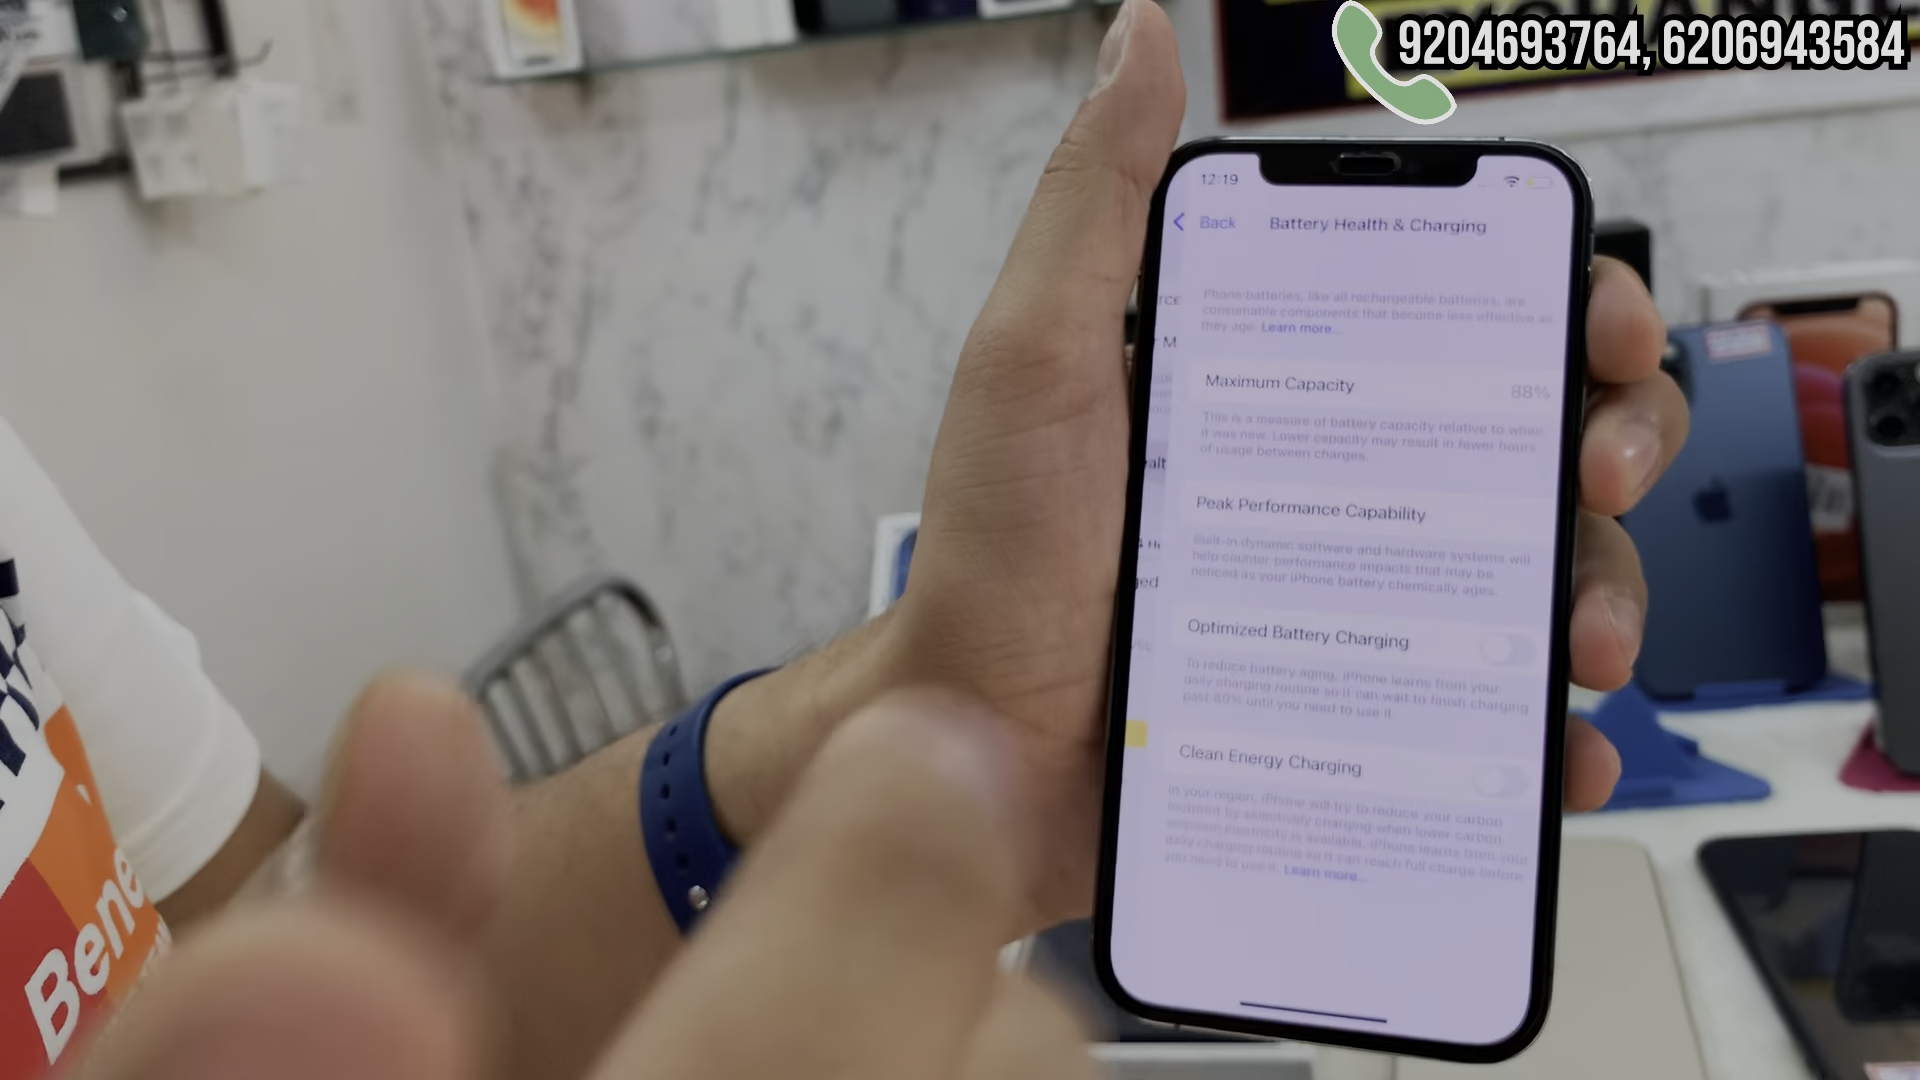 9204693764, 6206943584
12:19
Back
Battery Health & Charging
Phone batteries, like all rechargeable batteries, are
consumable components that become less effective as
they age. Learn more...
Maximum Capacity
88%
This is a measure of battery capacity relative to when
it was new. Lower capacity may result in fewer hours
of usage between charges.
Peak Performance Capability
Built-in dynamic software and hardware systems will
help counter performance impacts that may be
noticed as your iPhone battery chemically ages.
Optimized Battery Charging
To reduce battery aging, iPhone learns from your
daily charging routine so it can wait to finish charging
past 80% until you need to use it.
Clean Energy Charging
In your region, iPhone will try to reduce your carbon
footprint by selectively charging when lower carbon
emission electricity is available. iPhone learns from your
daily charging routine so it can reach full charge before
you need to use it. Learn more...
Bene